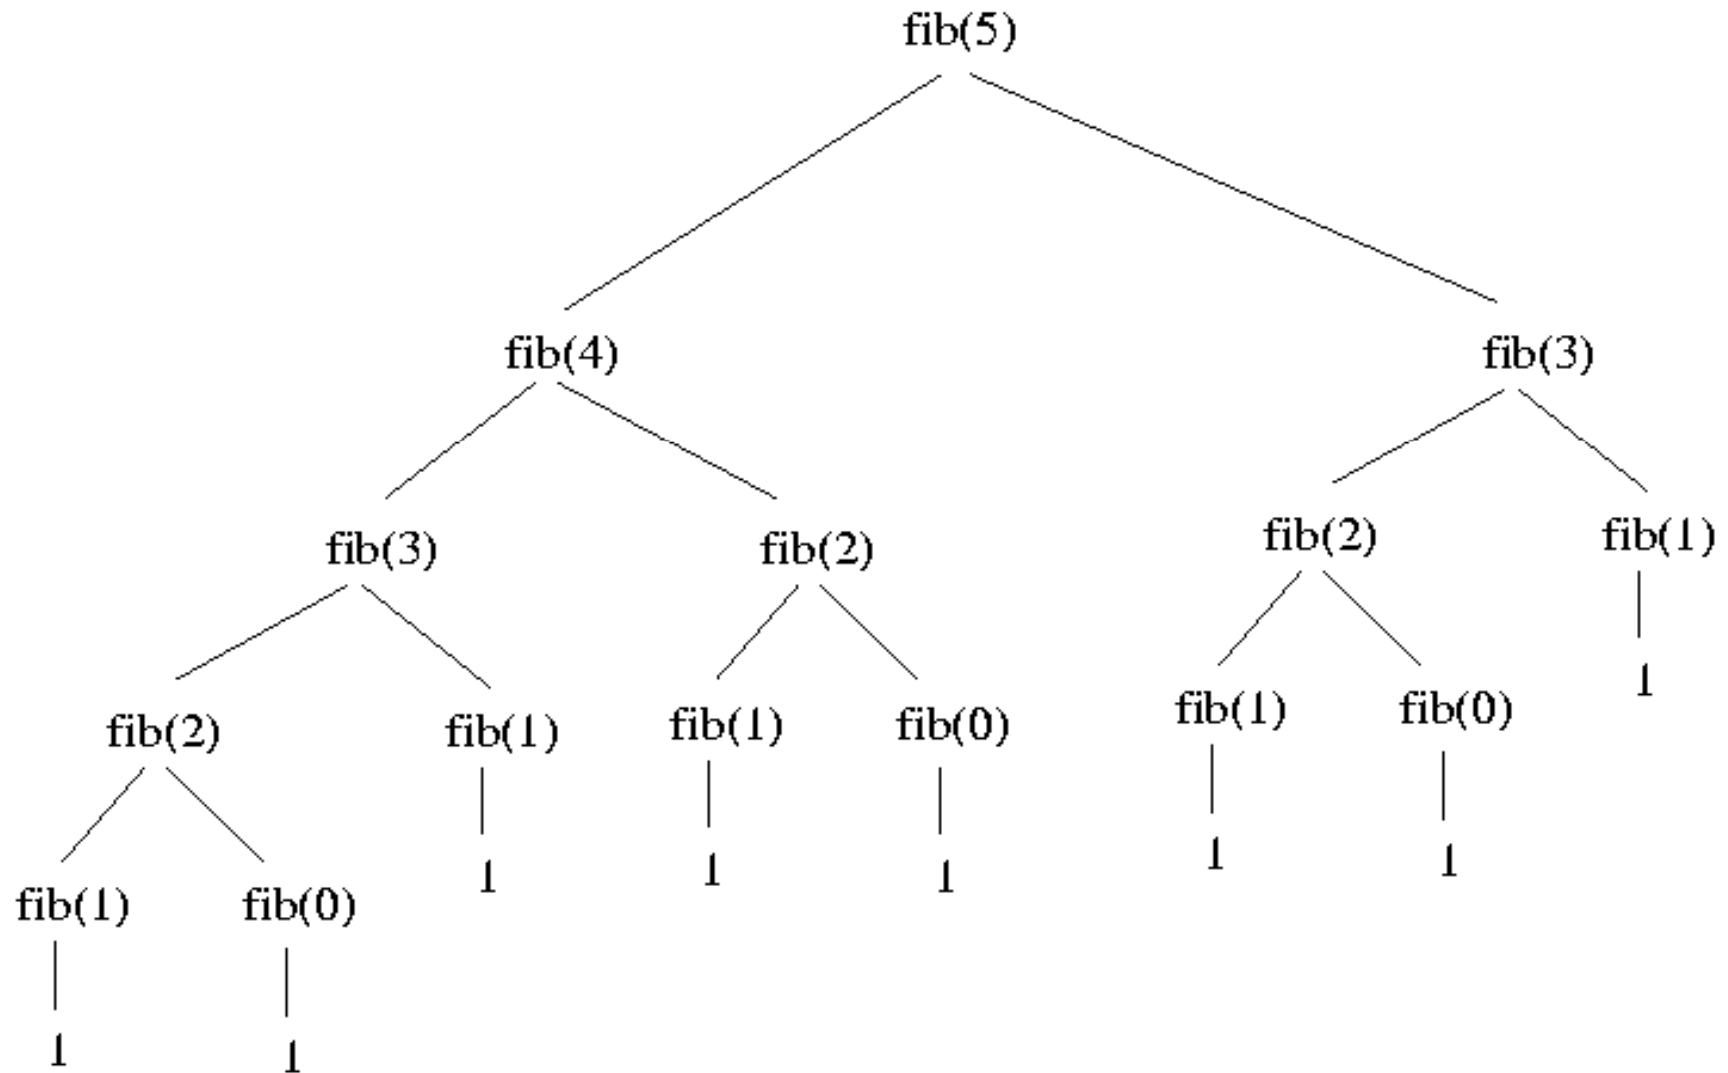 fib(5)
fib(4) fib(3)
fib(3) fib(2) fib(2) fib(1)
fib(2) fib(1) fib(1) fib(0) fib(1) fib(0) 1
fib(1) fib(0) 1 1 1 1 1
1 1